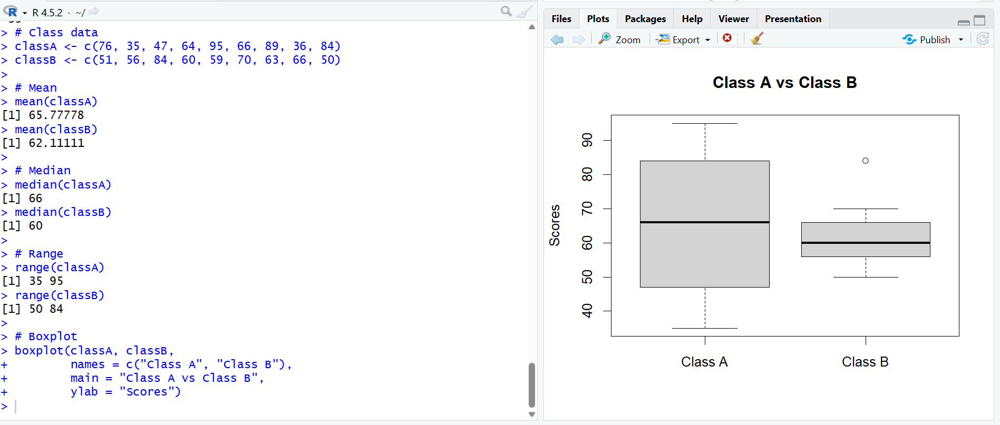 R 4.5.2 · ~/
> # Class data
> classA <- c(76, 35, 47, 64, 95, 66, 89, 36, 84)
> classB <- c(51, 56, 84, 60, 59, 70, 63, 66, 50)
>
> # Mean
> mean(classA)
[1] 65.77778
> mean(classB)
[1] 62.11111
>
> # Median
> median(classA)
[1] 66
> median(classB)
[1] 60
>
> # Range
> range(classA)
[1] 35 95
> range(classB)
[1] 50 84
>
> # Boxplot
> boxplot(classA, classB,
+         names = c("Class A", "Class B"),
+         main = "Class A vs Class B",
+         ylab = "Scores")
>
Files Plots Packages Help Viewer Presentation
Zoom Export Publish
Class A vs Class B
Scores
90
80
70
60
50
40
Class A Class B